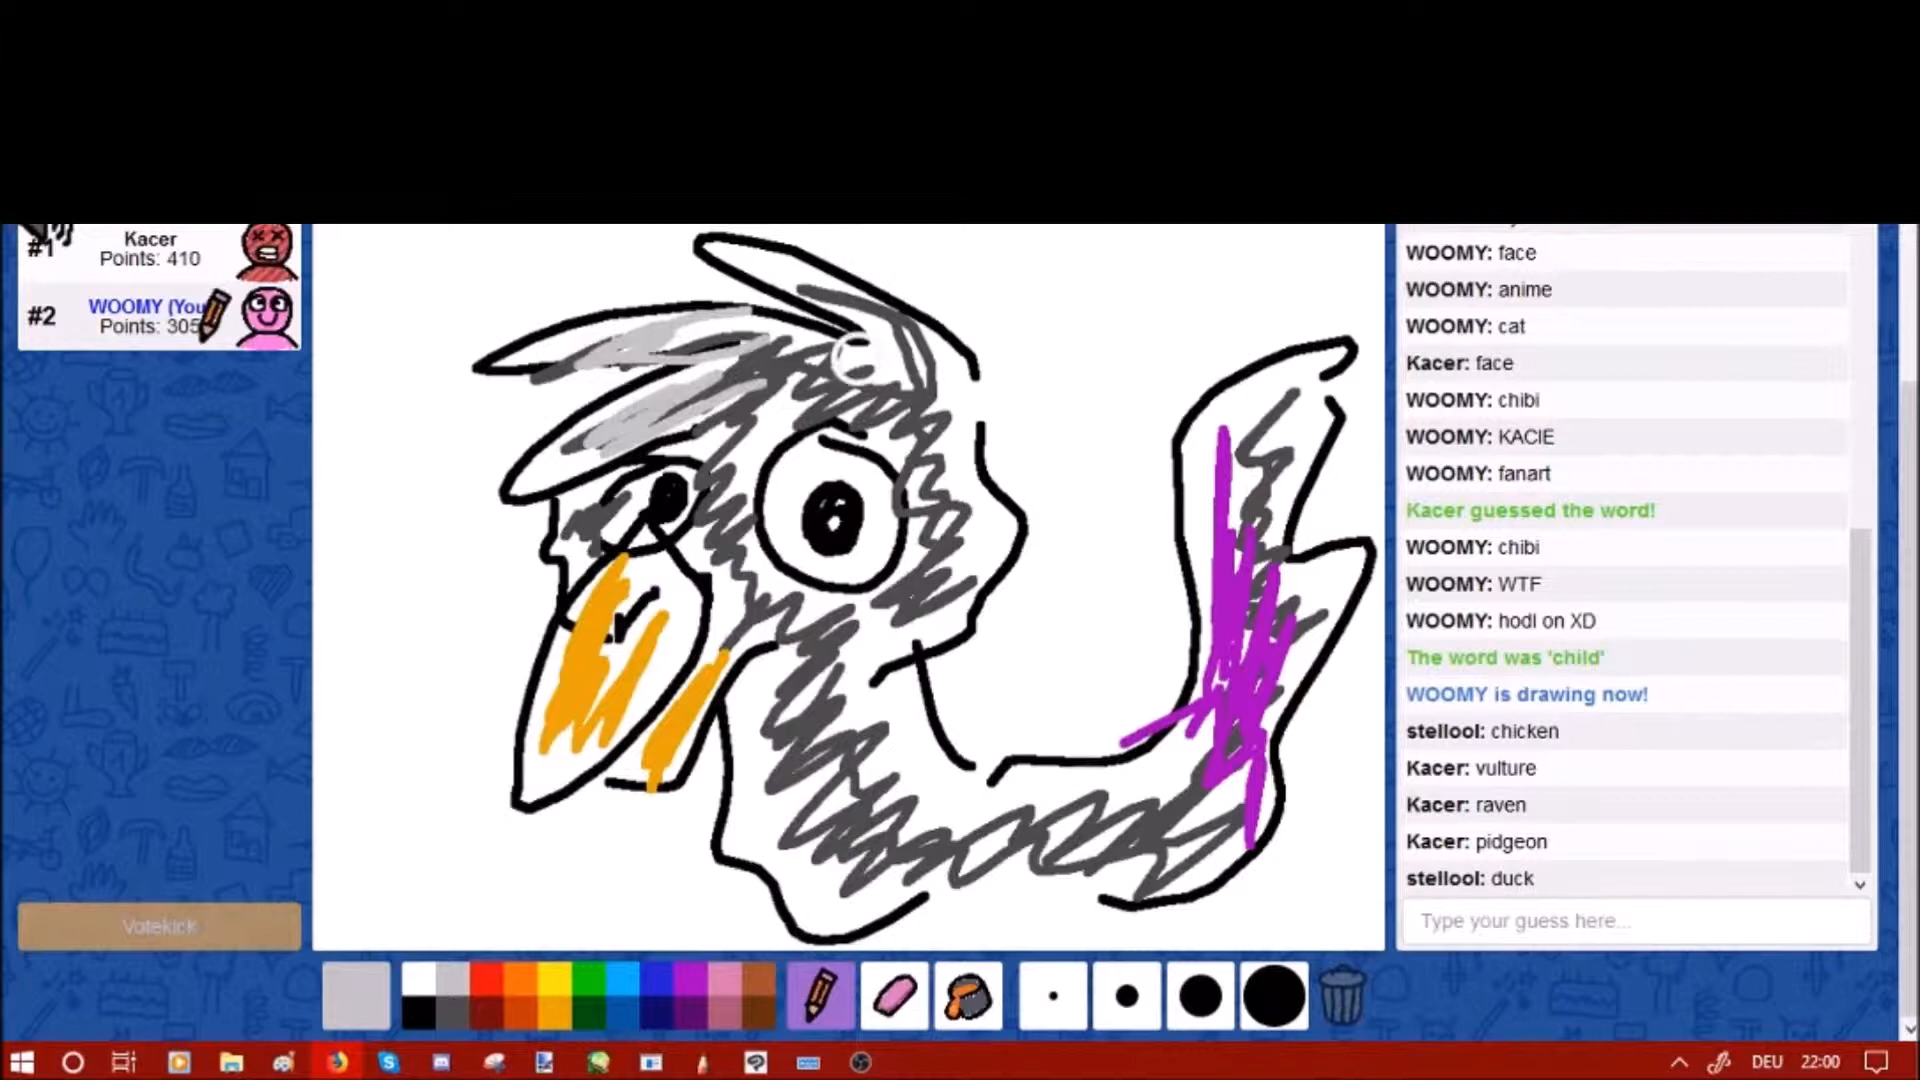 #1
Kacer
Points: 410
#2
WOOMY (You
Points: 305
Votekick
WOOMY: face
WOOMY: anime
WOOMY: cat
Kacer: face
WOOMY: chibi
WOOMY: KACIE
WOOMY: fanart
Kacer guessed the word!
WOOMY: chibi
WOOMY: WTF
WOOMY: hodl on XD
The word was 'child'
WOOMY is drawing now!
stellool: chicken
Kacer: vulture
Kacer: raven
Kacer: pidgeon
stellool: duck
Type your guess here...
DEU 22:00